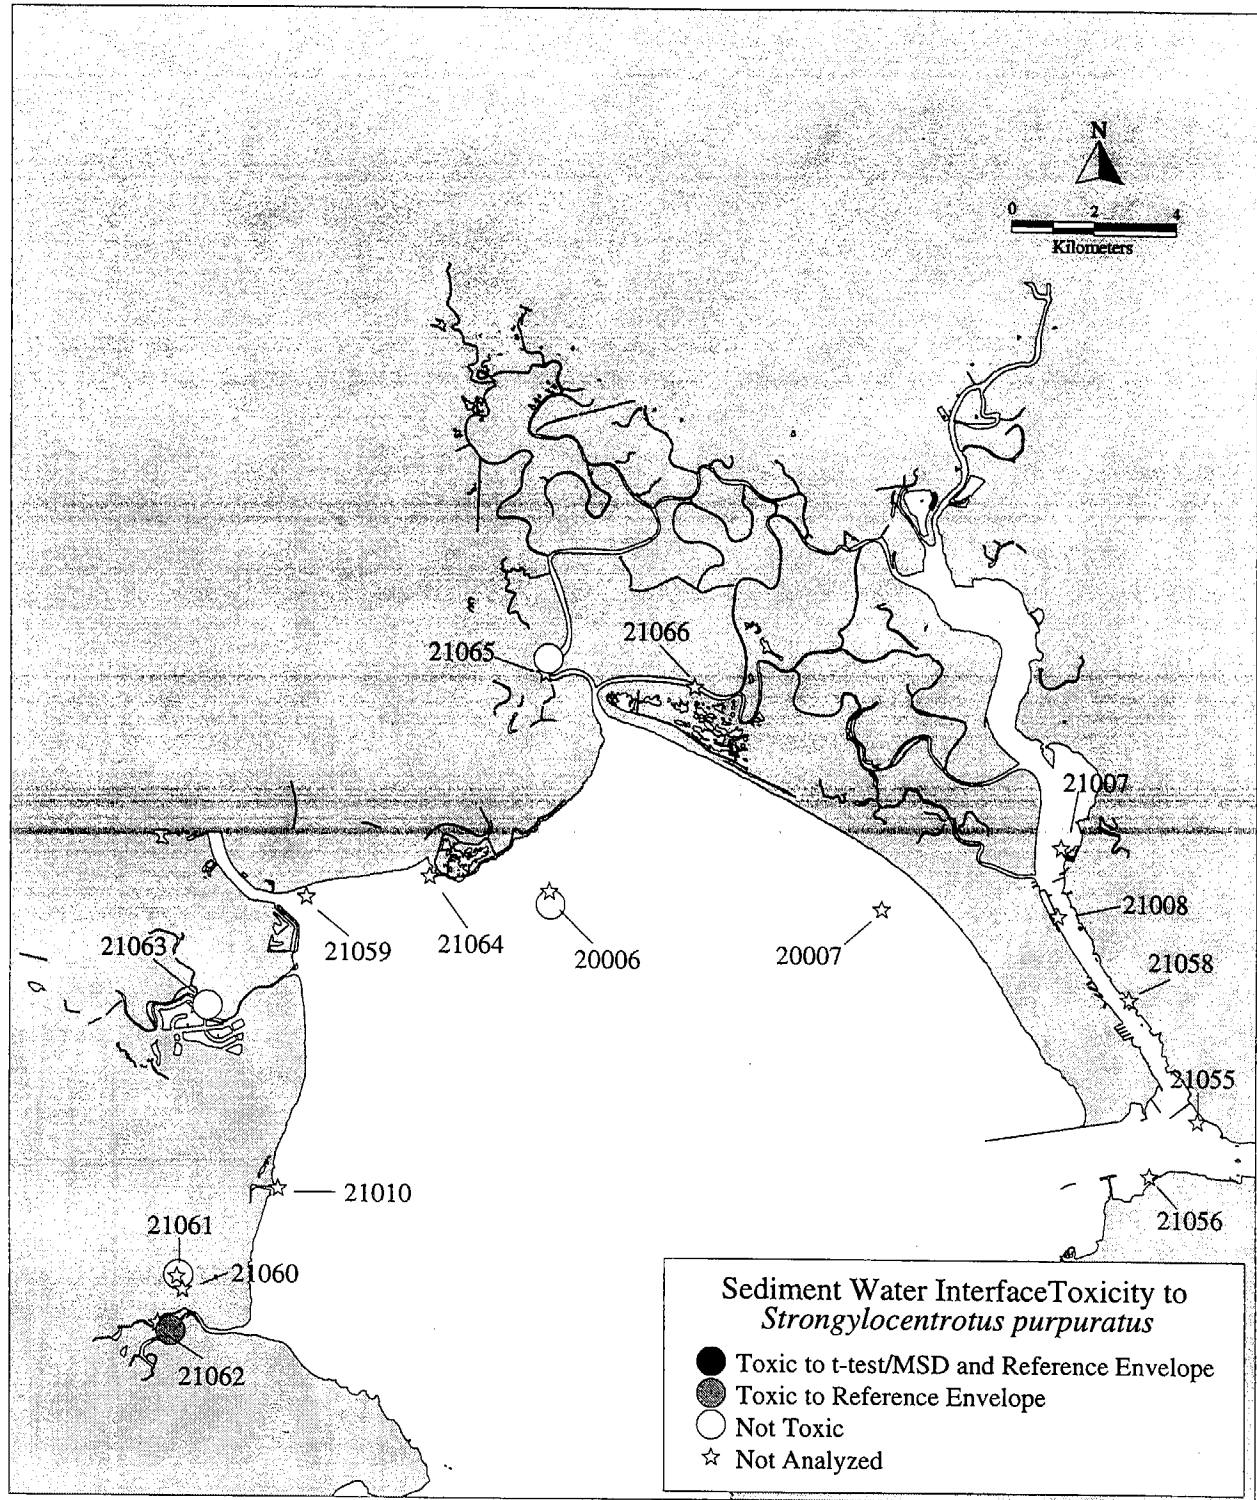 N
0 2 4
Kilometers
21066
21065
21007
21008
21063
21059
21064
20006
20007
21058
21055
21010
21056
21061
21060
21062
Sediment Water InterfaceToxicity to
Strongylocentrotus purpuratus
Toxic to t-test/MSD and Reference Envelope
Toxic to Reference Envelope
Not Toxic
Not Analyzed